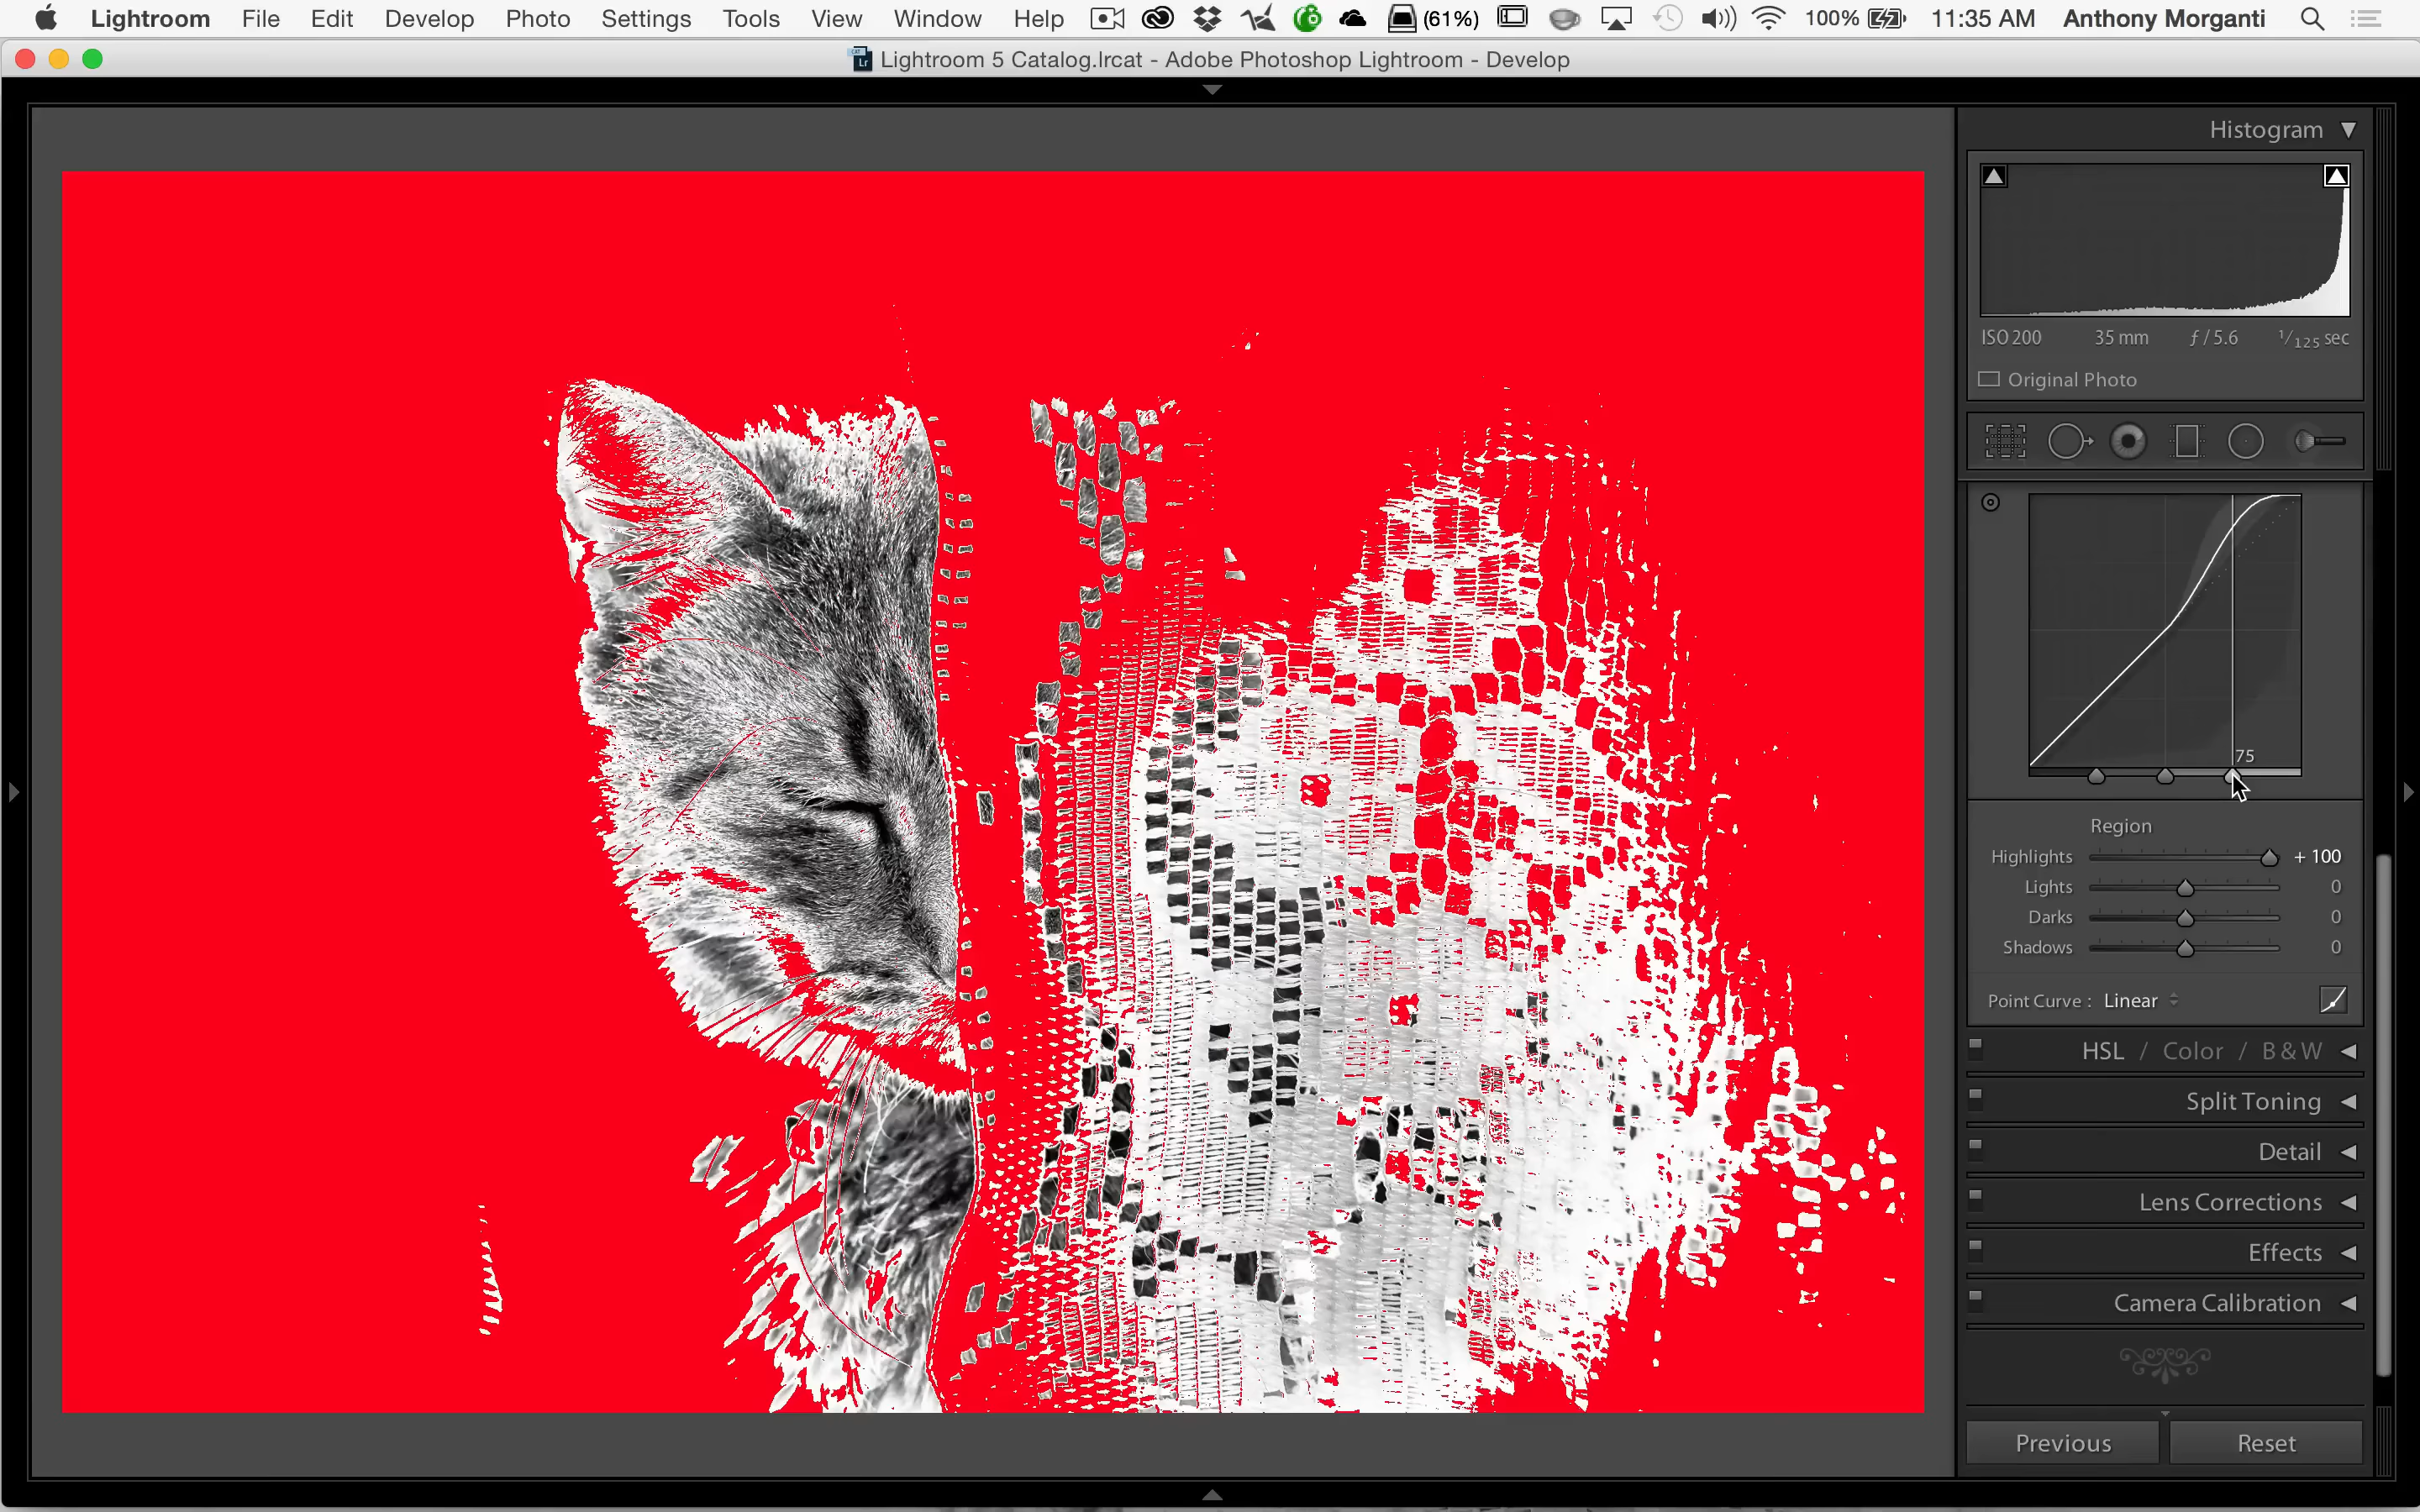 Lightroom File Edit Develop Photo Settings Tools View Window Help (61%) 100% 11:35 AM Anthony Morganti
Lightroom 5 Catalog.lrcat - Adobe Photoshop Lightroom - Develop
Histogram
ISO 200 35 mm ƒ / 5.6 1/125 sec
Original Photo
75
Region
Highlights + 100
Lights 0
Darks 0
Shadows 0
Point Curve : Linear
HSL / Color / B & W
Split Toning
Detail
Lens Corrections
Effects
Camera Calibration
Previous Reset